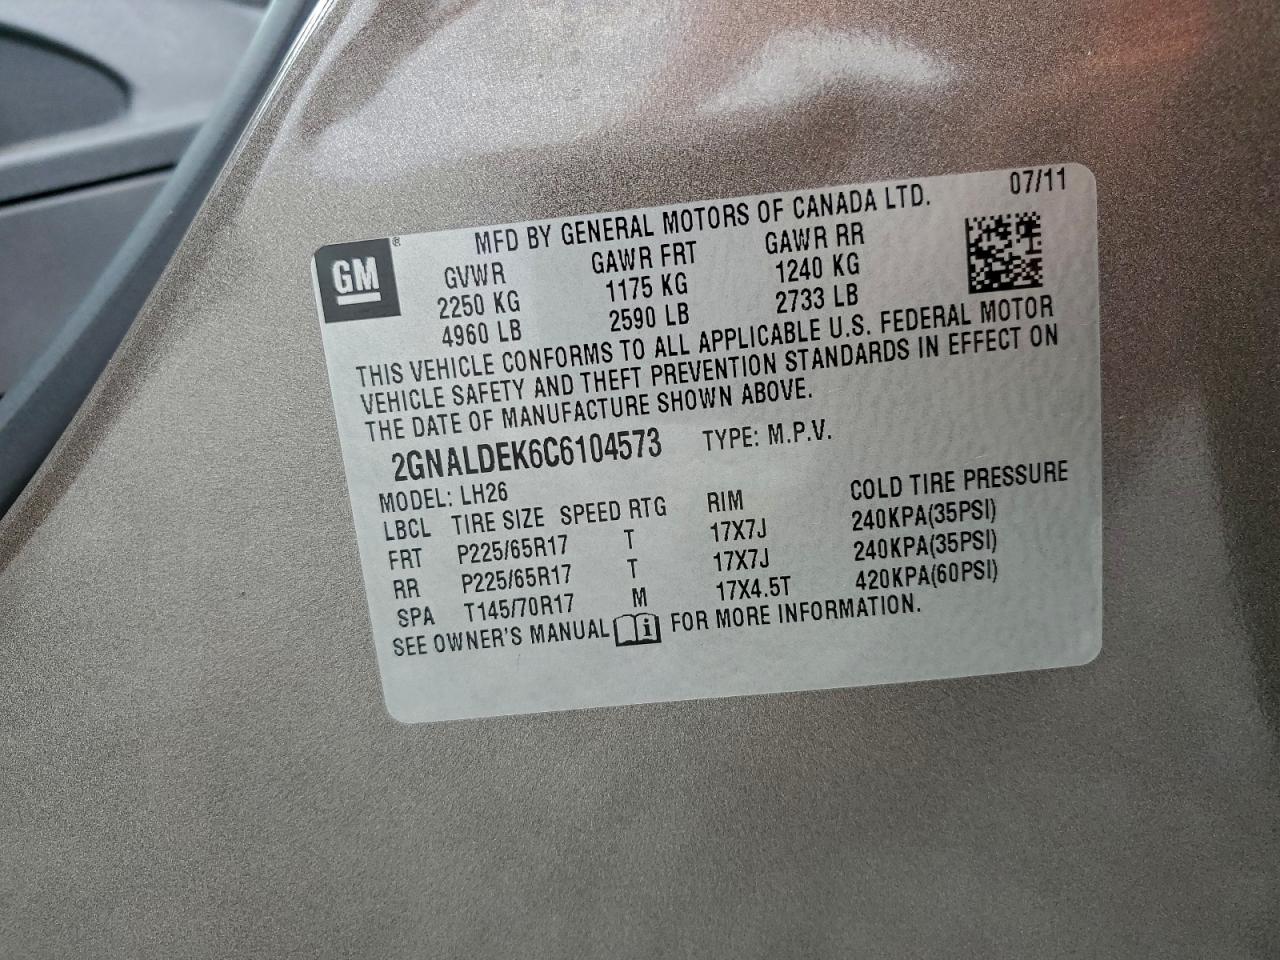 07/11
MFD BY GENERAL MOTORS OF CANADA LTD.
GM®
GVWR GAWR FRT GAWR RR
2250 KG 1175 KG 1240 KG
4960 LB 2590 LB 2733 LB
THIS VEHICLE CONFORMS TO ALL APPLICABLE U.S. FEDERAL MOTOR
VEHICLE SAFETY AND THEFT PREVENTION STANDARDS IN EFFECT ON
THE DATE OF MANUFACTURE SHOWN ABOVE.
2GNALDEK6C6104573 TYPE: M.P.V.
MODEL: LH26
LBCL TIRE SIZE SPEED RTG RIM COLD TIRE PRESSURE
FRT P225/65R17 T 17X7J 240KPA(35PSI)
RR P225/65R17 T 17X7J 240KPA(35PSI)
SPA T145/70R17 M 17X4.5T 420KPA(60PSI)
SEE OWNER'S MANUAL i FOR MORE INFORMATION.